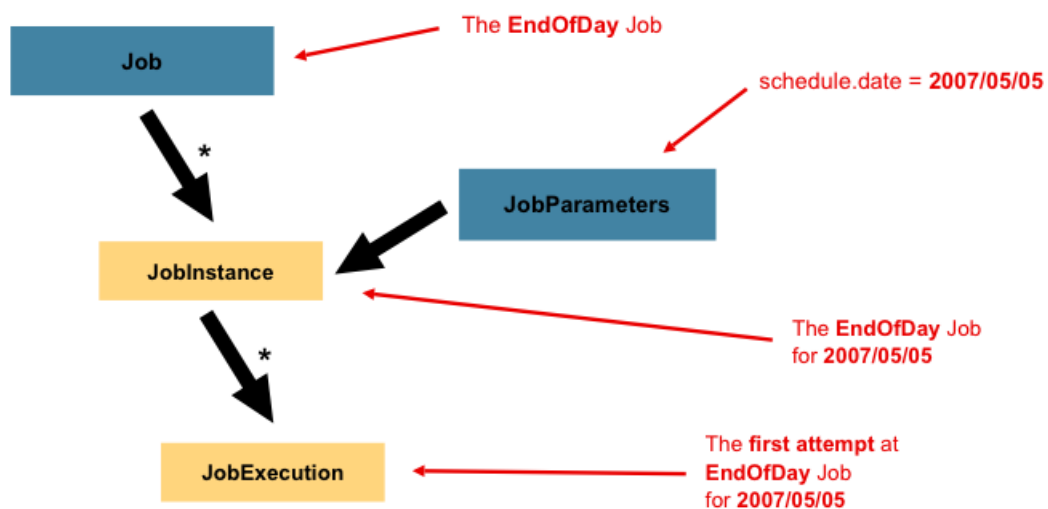 The EndOfDay Job
Job
schedule.date = 2007/05/05
*
JobParameters
JobInstance
The EndOfDay Job
for 2007/05/05
*
The first attempt at
EndOfDay Job
for 2007/05/05
JobExecution